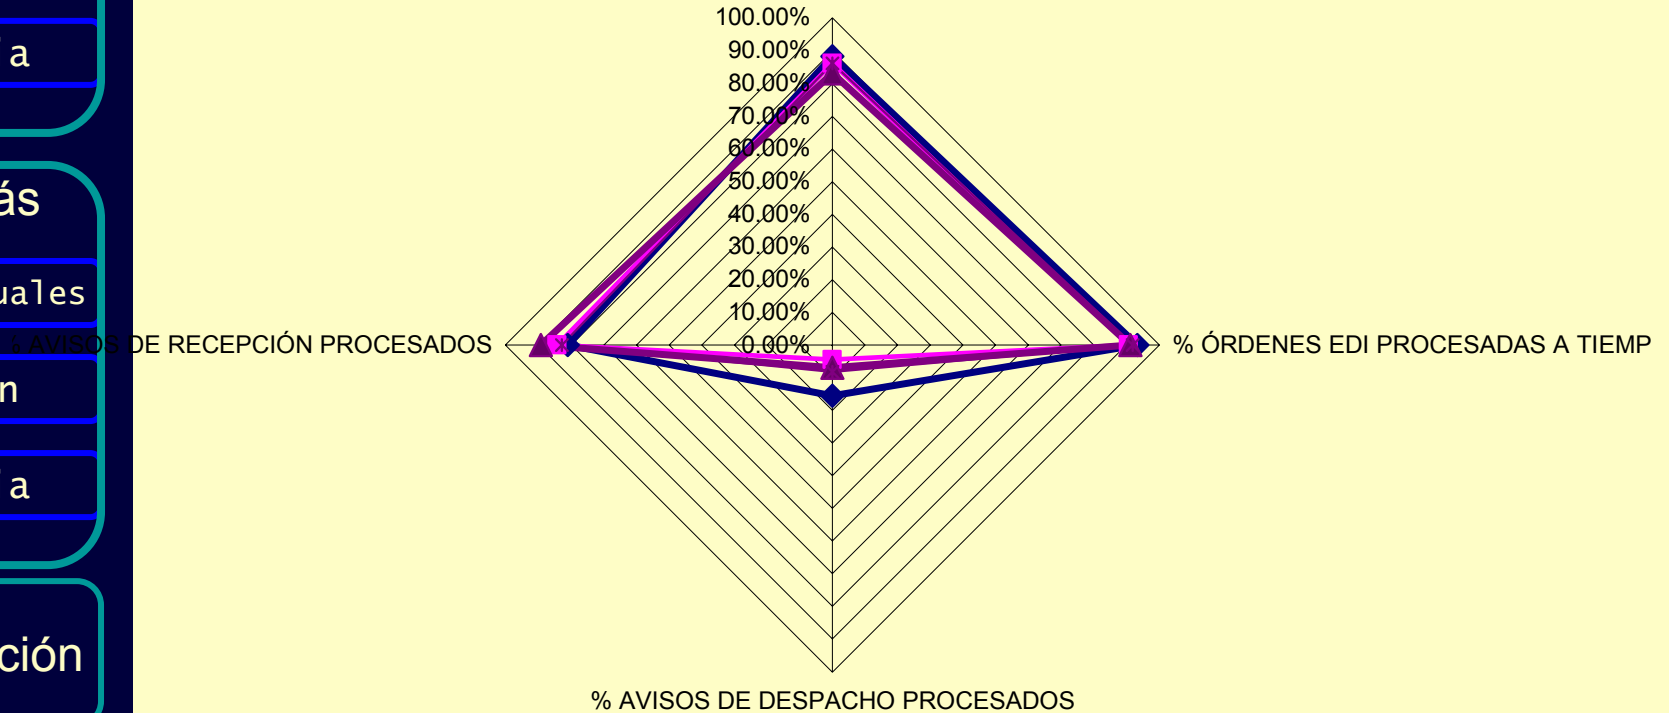 ás
uales
n
a
ción
100.00%
90.00%
80.00%
70.00%
60.00%
50.00%
40.00%
30.00%
20.00%
10.00%
0.00%
% AVISOS DE RECEPCIÓN PROCESADOS
% ÓRDENES EDI PROCESADAS A TIEMP
% AVISOS DE DESPACHO PROCESADOS